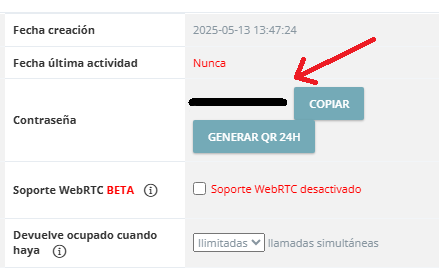 Fecha creación
2025-05-13 13:47:24
Fecha última actividad
Nunca
Contraseña
COPIAR
GENERAR QR 24H
Soporte WebRTC BETA
Soporte WebRTC desactivado
Devuelve ocupado cuando
haya
Ilimitadas
llamadas simultáneas